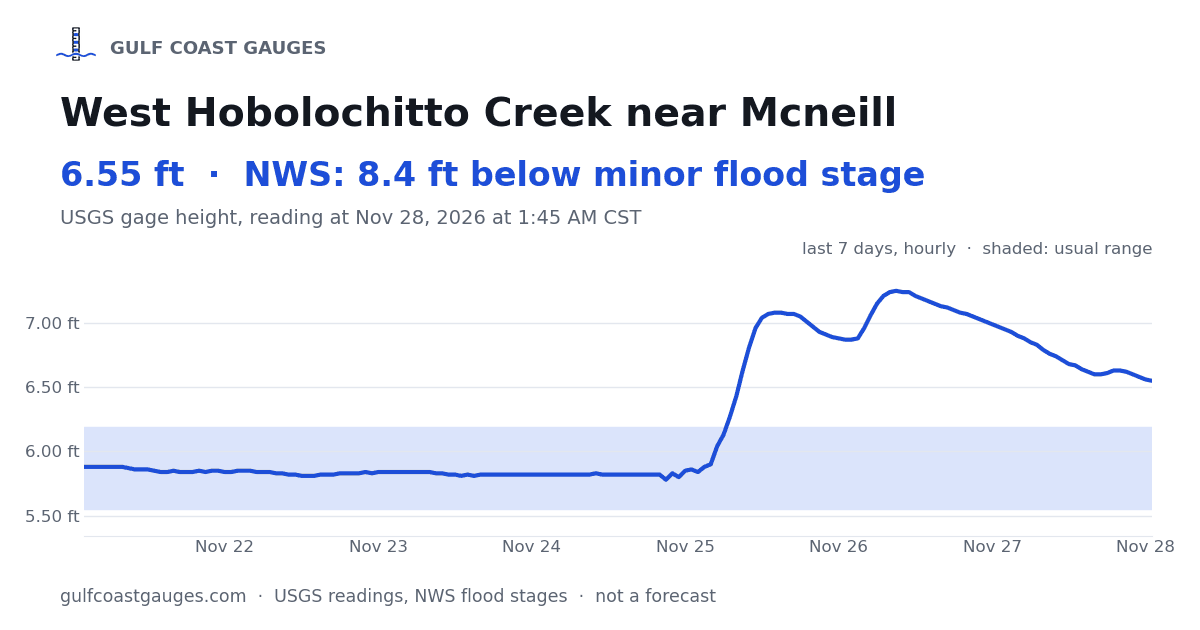 GULF COAST GAUGES
West Hobolochitto Creek near Mcneill
6.55 ft · NWS: 8.4 ft below minor flood stage
USGS gage height, reading at Nov 28, 2026 at 1:45 AM CST
last 7 days, hourly · shaded: usual range
7.00 ft
6.50 ft
6.00 ft
5.50 ft
Nov 22 Nov 23 Nov 24 Nov 25 Nov 26 Nov 27 Nov 28
gulfcoastgauges.com · USGS readings, NWS flood stages · not a forecast